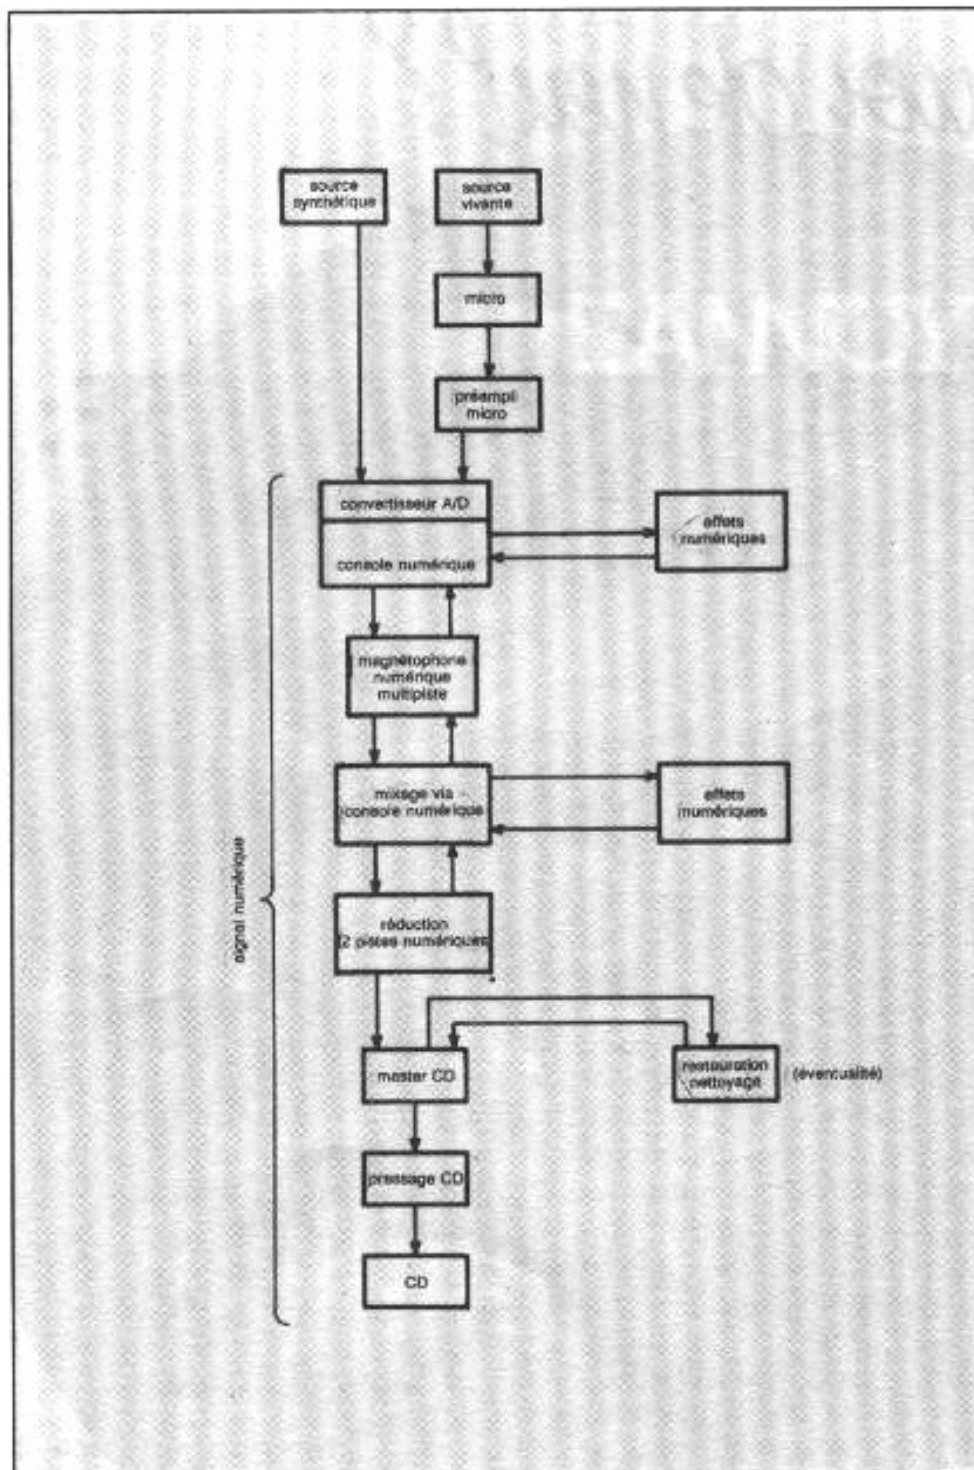 source
synthétique
source
vivante
micro
préampli
micro
convertisseur A/D
console numérique
effets
numériques
magnétophone
numérique
multipiste
mixage via
console numérique
effets
numériques
signal numérique
réduction
2 pistes numériques
master CD
restauration
nettoyage
(éventualité)
pressage CD
CD